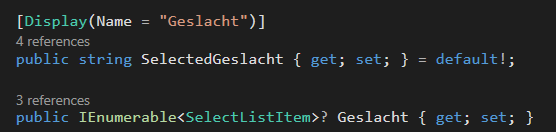 [Display(Name = "Geslacht")]
4 references
public string SelectedGeslacht { get; set; } = default!;
3 references
public IEnumerable<SelectListItem>? Geslacht { get; set; }